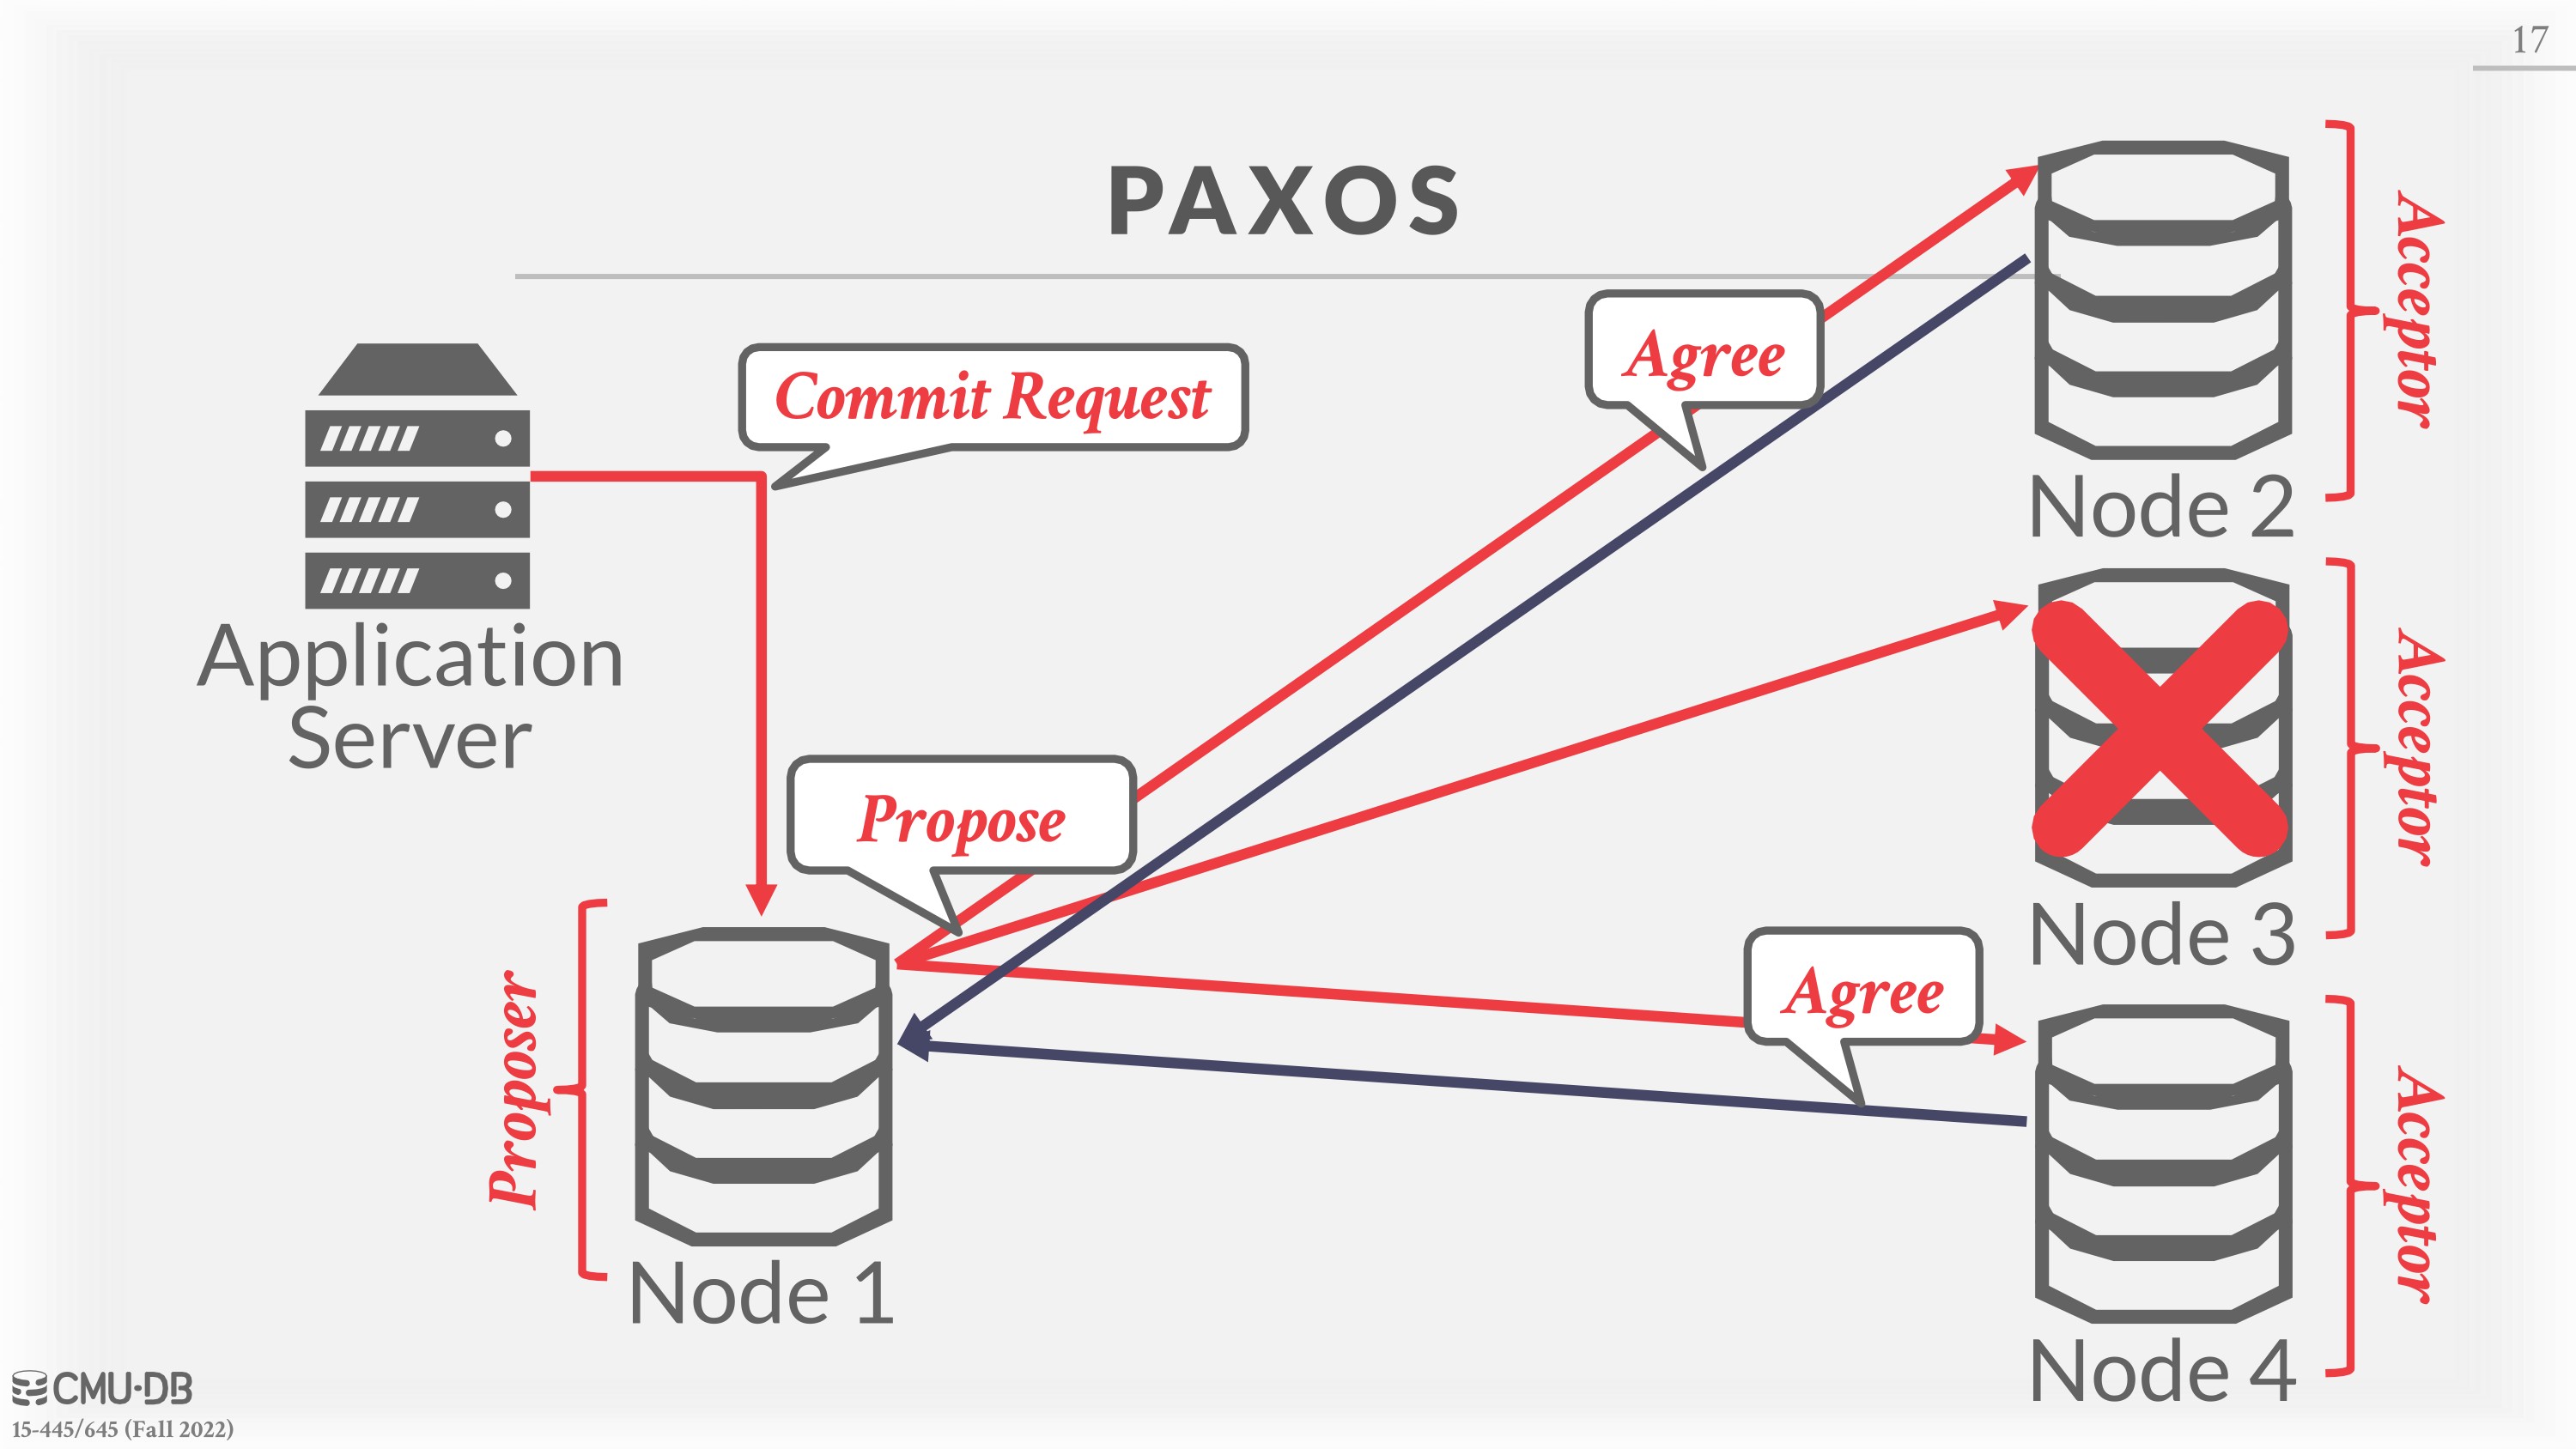 17
PAXOS
Commit Request
Agree
Acceptor
Node 2
Application
Server
Propose
Acceptor
Node 3
Agree
Proposer
Node 1
Acceptor
Node 4
CMU·DB
15-445/645 (Fall 2022)